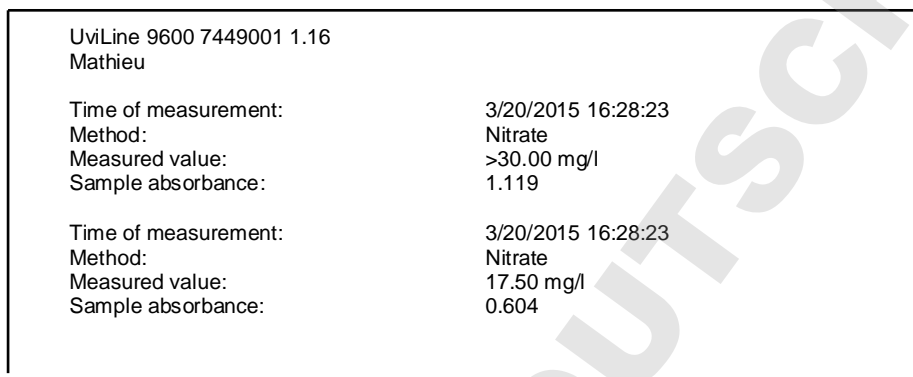 UviLine 9600 7449001 1.16
Mathieu
Time of measurement: 3/20/2015 16:28:23
Method: Nitrate
Measured value: >30.00 mg/l
Sample absorbance: 1.119
Time of measurement: 3/20/2015 16:28:23
Method: Nitrate
Measured value: 17.50 mg/l
Sample absorbance: 0.604